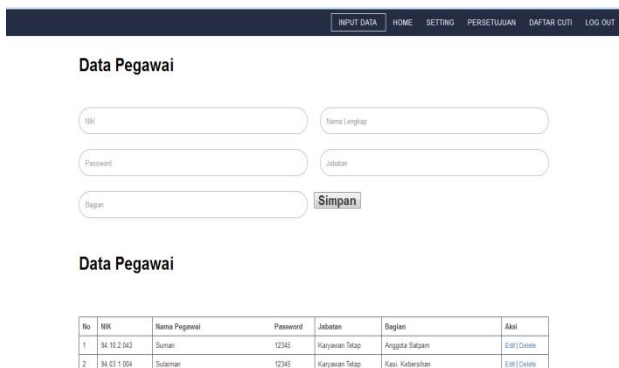 INPUT DATA HOME SETTING PERSETUJUAN DAFTAR CUTI LOG OUT
Data Pegawai
NIK Nama Lengkap
Password Jabatan
Bagian Simpan
Data Pegawai
No NIK Nama Pegawai Password Jabatan Bagian Aksi
1 94.10.2.043 Sumari 12345 Karyawan Tetap Anggota Satpam Edit | Delete
2 94.03.1.004 Sulaiman 12345 Karyawan Tetap Kasi. Kebersihan Edit | Delete